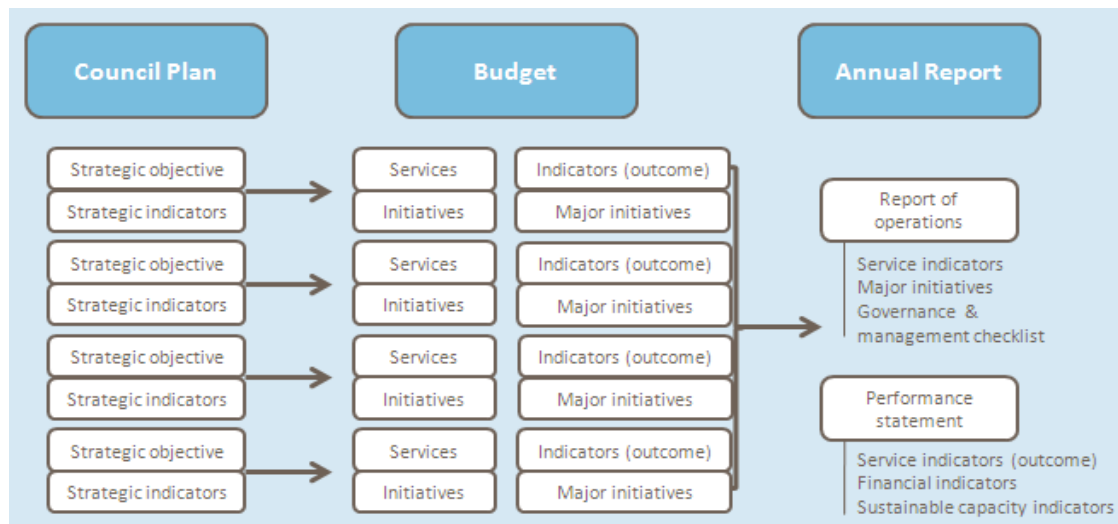 Council Plan
Budget
Annual Report
Strategic objective
Strategic indicators
Services
Initiatives
Indicators (outcome)
Major initiatives
Strategic objective
Strategic indicators
Services
Initiatives
Indicators (outcome)
Major initiatives
Strategic objective
Strategic indicators
Services
Initiatives
Indicators (outcome)
Major initiatives
Strategic objective
Strategic indicators
Services
Initiatives
Indicators (outcome)
Major initiatives
Report of
operations
Service indicators
Major initiatives
Governance &
management checklist
Performance
statement
Service indicators (outcome)
Financial indicators
Sustainable capacity indicators